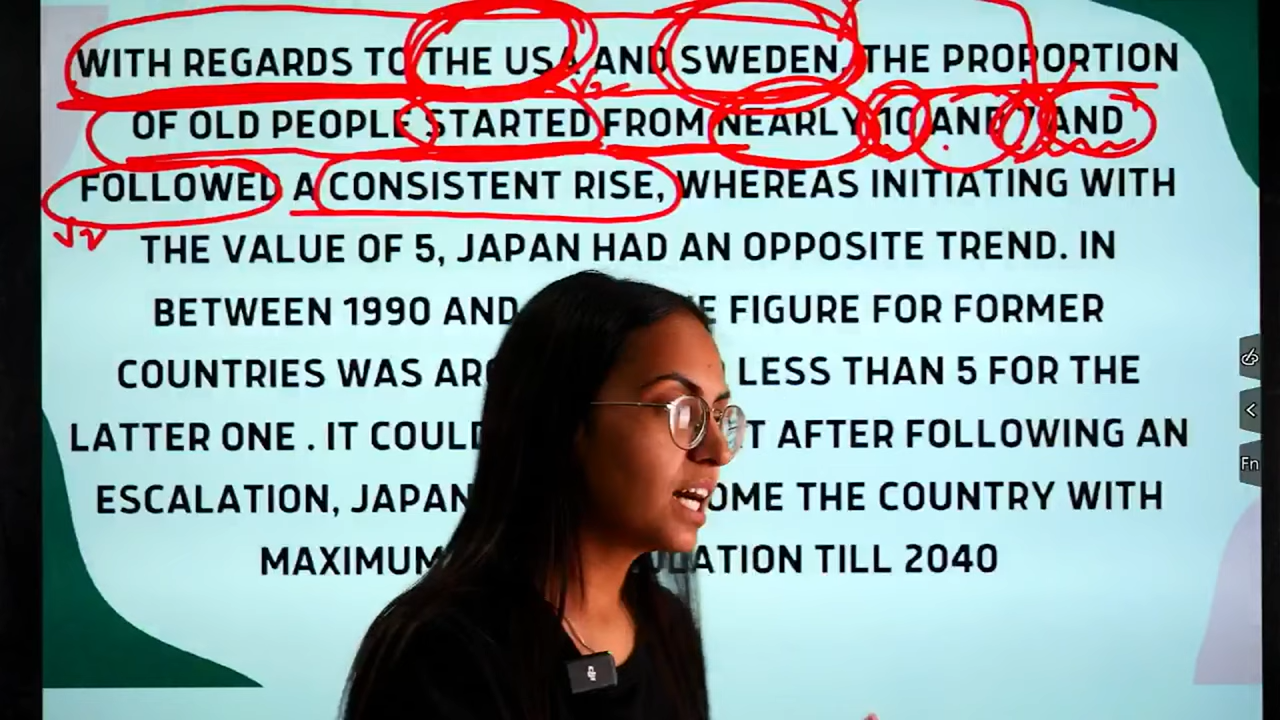 WITH REGARDS TO THE USA AND SWEDEN, THE PROPORTION
OF OLD PEOPLE STARTED FROM NEARLY 10 AND 7 AND
FOLLOWED A CONSISTENT RISE, WHEREAS INITIATING WITH
THE VALUE OF 5, JAPAN HAD AN OPPOSITE TREND. IN
BETWEEN 1990 AND FIGURE FOR FORMER
COUNTRIES WAS LESS THAN 5 FOR THE
LATTER ONE . IT COULD AFTER FOLLOWING AN
ESCALATION, JAPAN THE COUNTRY WITH
MAXIMUM TILL 2040
Fn